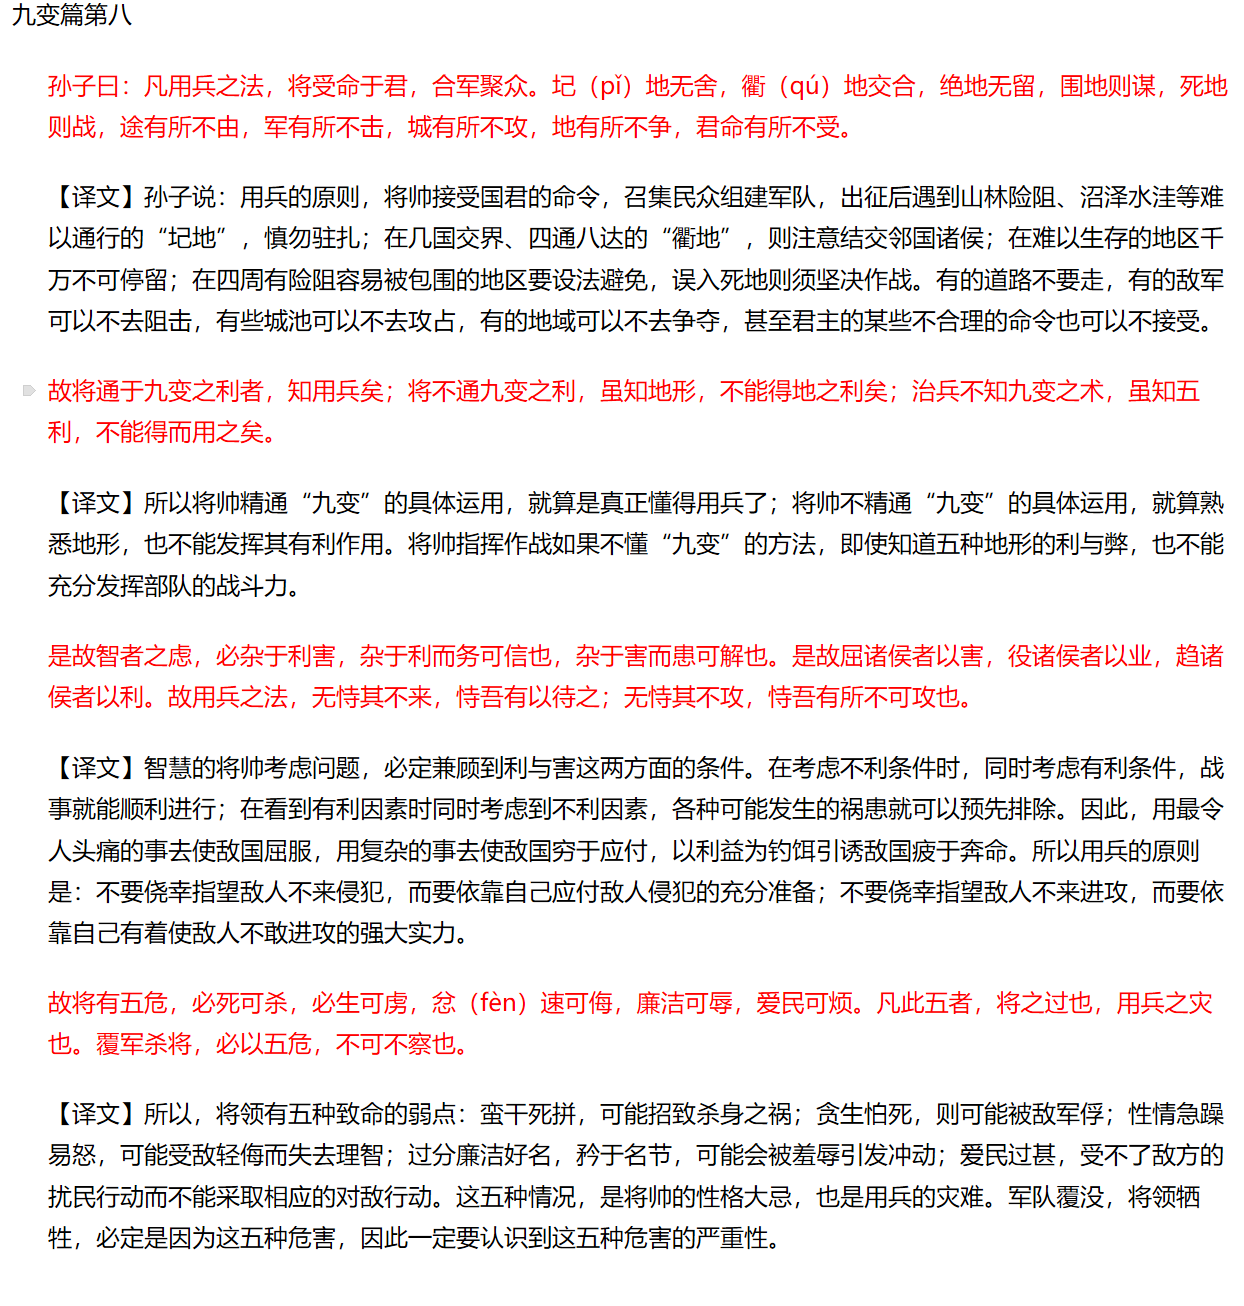 九变篇第八
孙子曰：凡用兵之法，将受命于君，合军聚众。圮（pǐ）地无舍，衢（qú）地交合，绝地无留，围地则谋，死地
则战，途有所不由，军有所不击，城有所不攻，地有所不争，君命有所不受。
【译文】孙子说：用兵的原则，将帅接受国君的命令，召集民众组建军队，出征后遇到山林险阻、沼泽水洼等难
以通行的“圮地”，慎勿驻扎；在几国交界、四通八达的“衢地”，则注意结交邻国诸侯；在难以生存的地区千
万不可停留；在四周有险阻容易被包围的地区要设法避免，误入死地则须坚决作战。有的道路不要走，有的敌军
可以不去阻击，有些城池可以不去攻占，有的地域可以不去争夺，甚至君主的某些不合理的命令也可以不接受。
故将通于九变之利者，知用兵矣；将不通九变之利，虽知地形，不能得地之利矣；治兵不知九变之术，虽知五
利，不能得而用之矣。
【译文】所以将帅精通“九变”的具体运用，就算是真正懂得用兵了；将帅不精通“九变”的具体运用，就算熟
悉地形，也不能发挥其有利作用。将帅指挥作战如果不懂“九变”的方法，即使知道五种地形的利与弊，也不能
充分发挥部队的战斗力。
是故智者之虑，必杂于利害，杂于利而务可信也，杂于害而患可解也。是故屈诸侯者以害，役诸侯者以业，趋诸
侯者以利。故用兵之法，无恃其不来，恃吾有以待之；无恃其不攻，恃吾有所不可攻也。
【译文】智慧的将帅考虑问题，必定兼顾到利与害这两方面的条件。在考虑不利条件时，同时考虑有利条件，战
事就能顺利进行；在看到有利因素时同时考虑到不利因素，各种可能发生的祸患就可以预先排除。因此，用最令
人头痛的事去使敌国屈服，用复杂的事去使敌国穷于应付，以利益为钓饵引诱敌国疲于奔命。所以用兵的原则
是：不要侥幸指望敌人不来侵犯，而要依靠自己应付敌人侵犯的充分准备；不要侥幸指望敌人不来进攻，而要依
靠自己有着使敌人不敢进攻的强大实力。
故将有五危，必死可杀，必生可虏，忿（fèn）速可侮，廉洁可辱，爱民可烦。凡此五者，将之过也，用兵之灾
也。覆军杀将，必以五危，不可不察也。
【译文】所以，将领有五种致命的弱点：蛮干死拼，可能招致杀身之祸；贪生怕死，则可能被敌军俘；性情急躁
易怒，可能受敌轻侮而失去理智；过分廉洁好名，矜于名节，可能会被羞辱引发冲动；爱民过甚，受不了敌方的
扰民行动而不能采取相应的对敌行动。这五种情况，是将帅的性格大忌，也是用兵的灾难。军队覆没，将领牺
牲，必定是因为这五种危害，因此一定要认识到这五种危害的严重性。